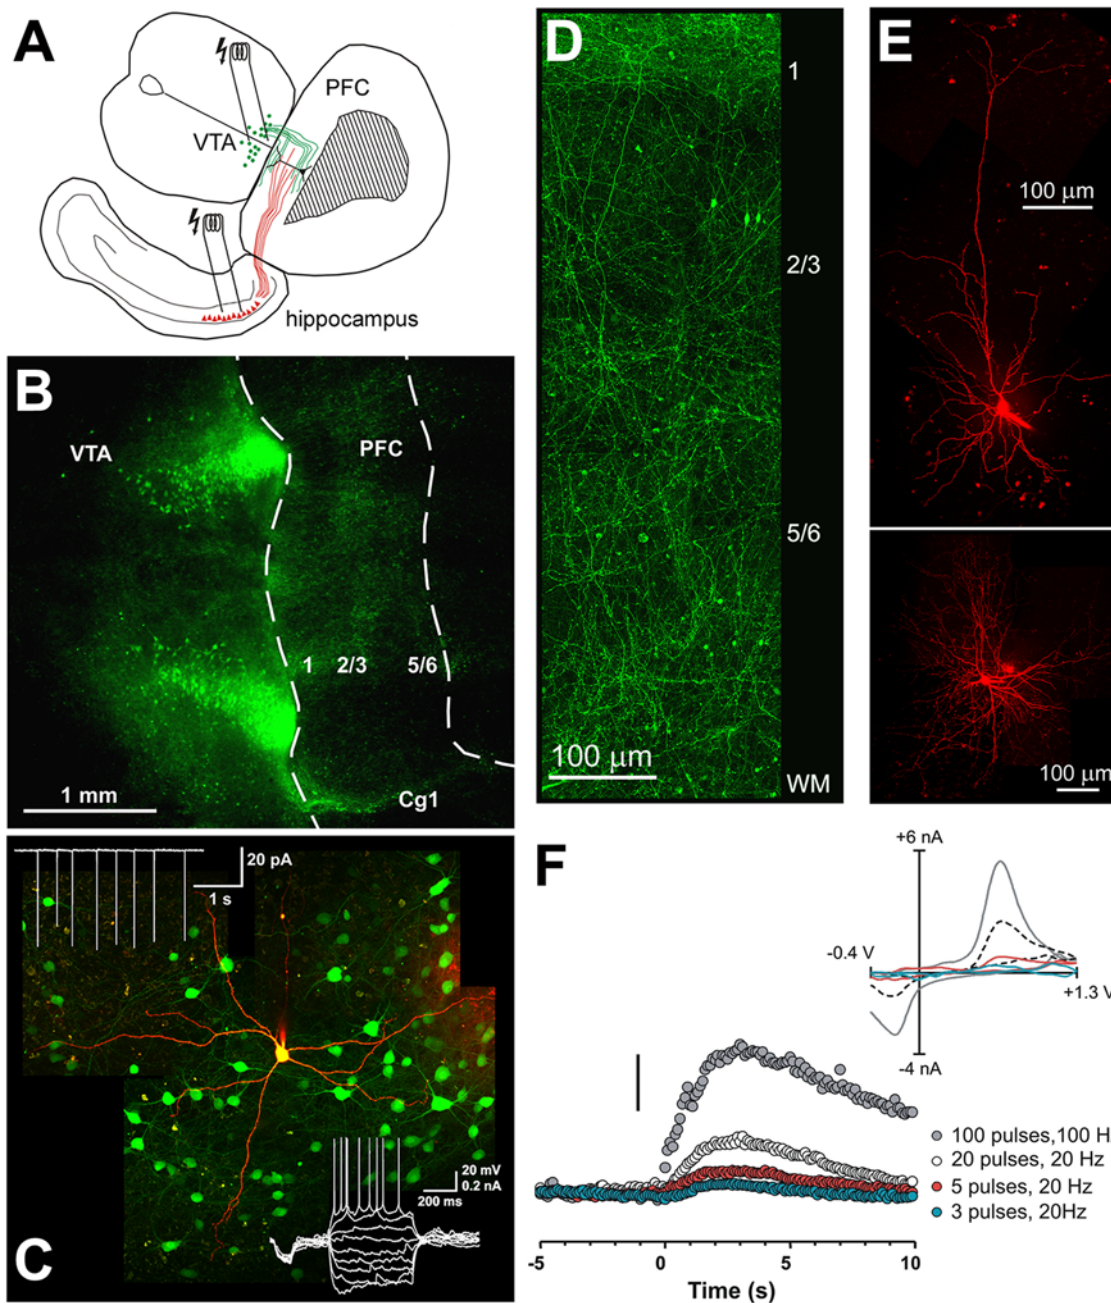 A
PFC
VTA
hippocampus
B
VTA
PFC
1 2/3 5/6
1 mm
Cg1
C
20 pA
1 s
20 mV
0.2 nA
200 ms
D
1
2/3
5/6
100 µm
WM
E
100 µm
100 µm
F
+6 nA
-0.4 V
+1.3 V
-4 nA
100 pulses,100 H
20 pulses, 20 Hz
5 pulses, 20 Hz
3 pulses, 20Hz
-5 0 5 10
Time (s)